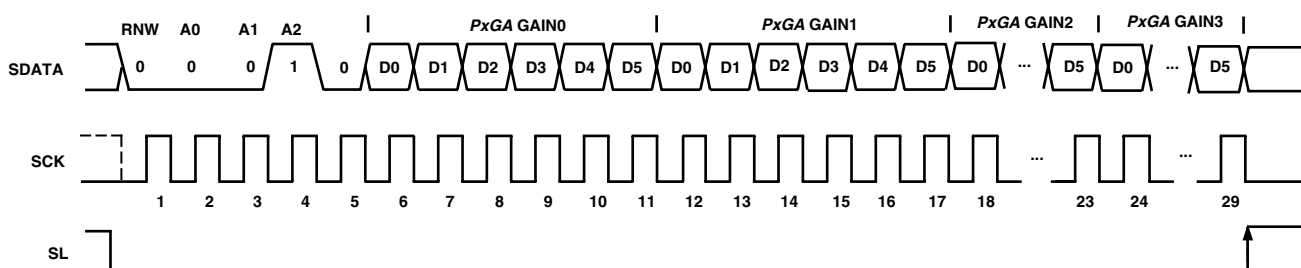 PxGA GAIN0 PxGA GAIN1 PxGA GAIN2 PxGA GAIN3
RNW A0 A1 A2
SDATA 0 0 0 1 0 D0 D1 D2 D3 D4 D5 D0 D1 D2 D3 D4 D5 D0 ... D5 D0 ... D5
SCK ... ...
1 2 3 4 5 6 7 8 9 10 11 12 13 14 15 16 17 18 23 24 29
SL